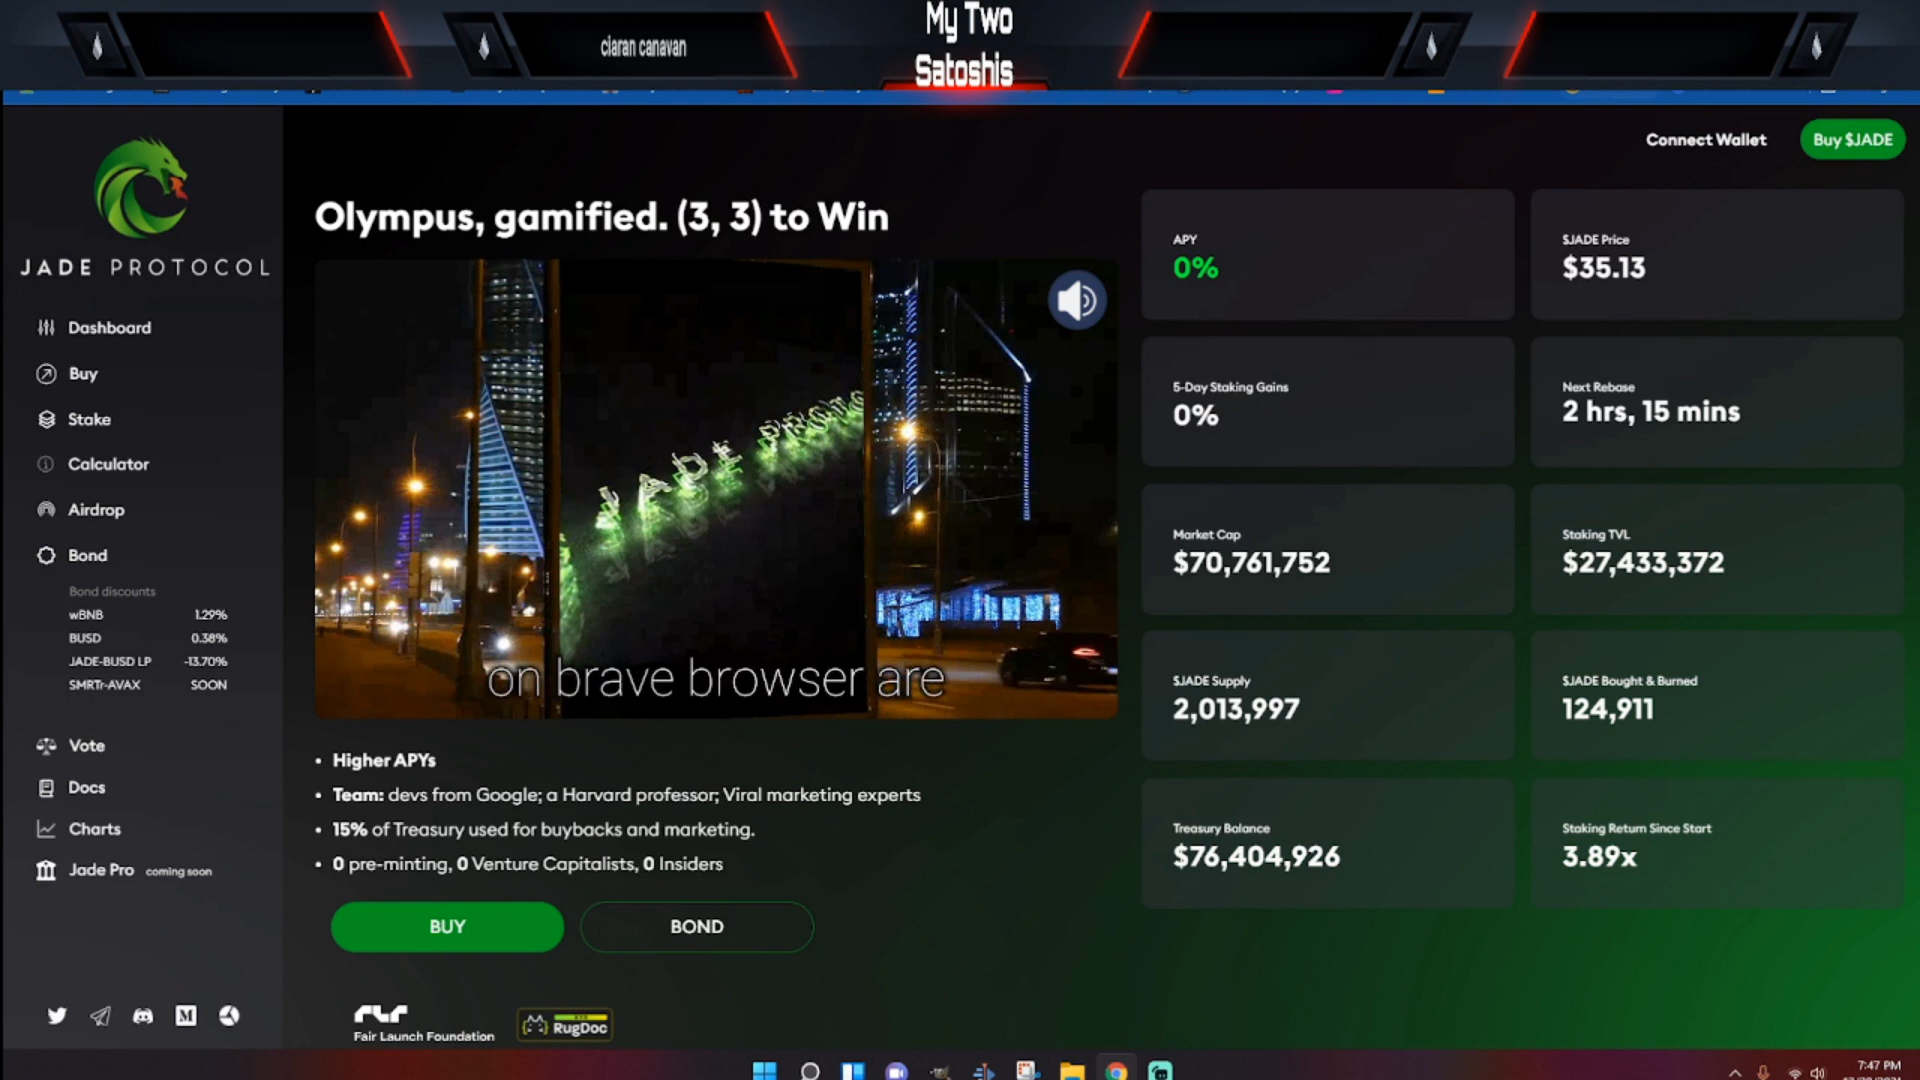 My Two
Satoshis
ciaran canavan
Connect Wallet
Buy $JADE
JADE PROTOCOL
Dashboard
Buy
Stake
Calculator
Airdrop
Bond
Bond discounts
wBNB 1.29%
BUSD 0.38%
JADE-BUSD LP -13.70%
SMRTr-AVAX SOON
Vote
Docs
Charts
Jade Pro coming soon
Olympus, gamified. (3, 3) to Win
JADE PROTO
on brave browser are
• Higher APYs
• Team: devs from Google; a Harvard professor; Viral marketing experts
• 15% of Treasury used for buybacks and marketing.
• 0 pre-minting, 0 Venture Capitalists, 0 Insiders
BUY
BOND
Fair Launch Foundation
RugDoc
APY
0%
$JADE Price
$35.13
5-Day Staking Gains
0%
Next Rebase
2 hrs, 15 mins
Market Cap
$70,761,752
Staking TVL
$27,433,372
$JADE Supply
2,013,997
$JADE Bought & Burned
124,911
Treasury Balance
$76,404,926
Staking Return Since Start
3.89x
7:47 PM